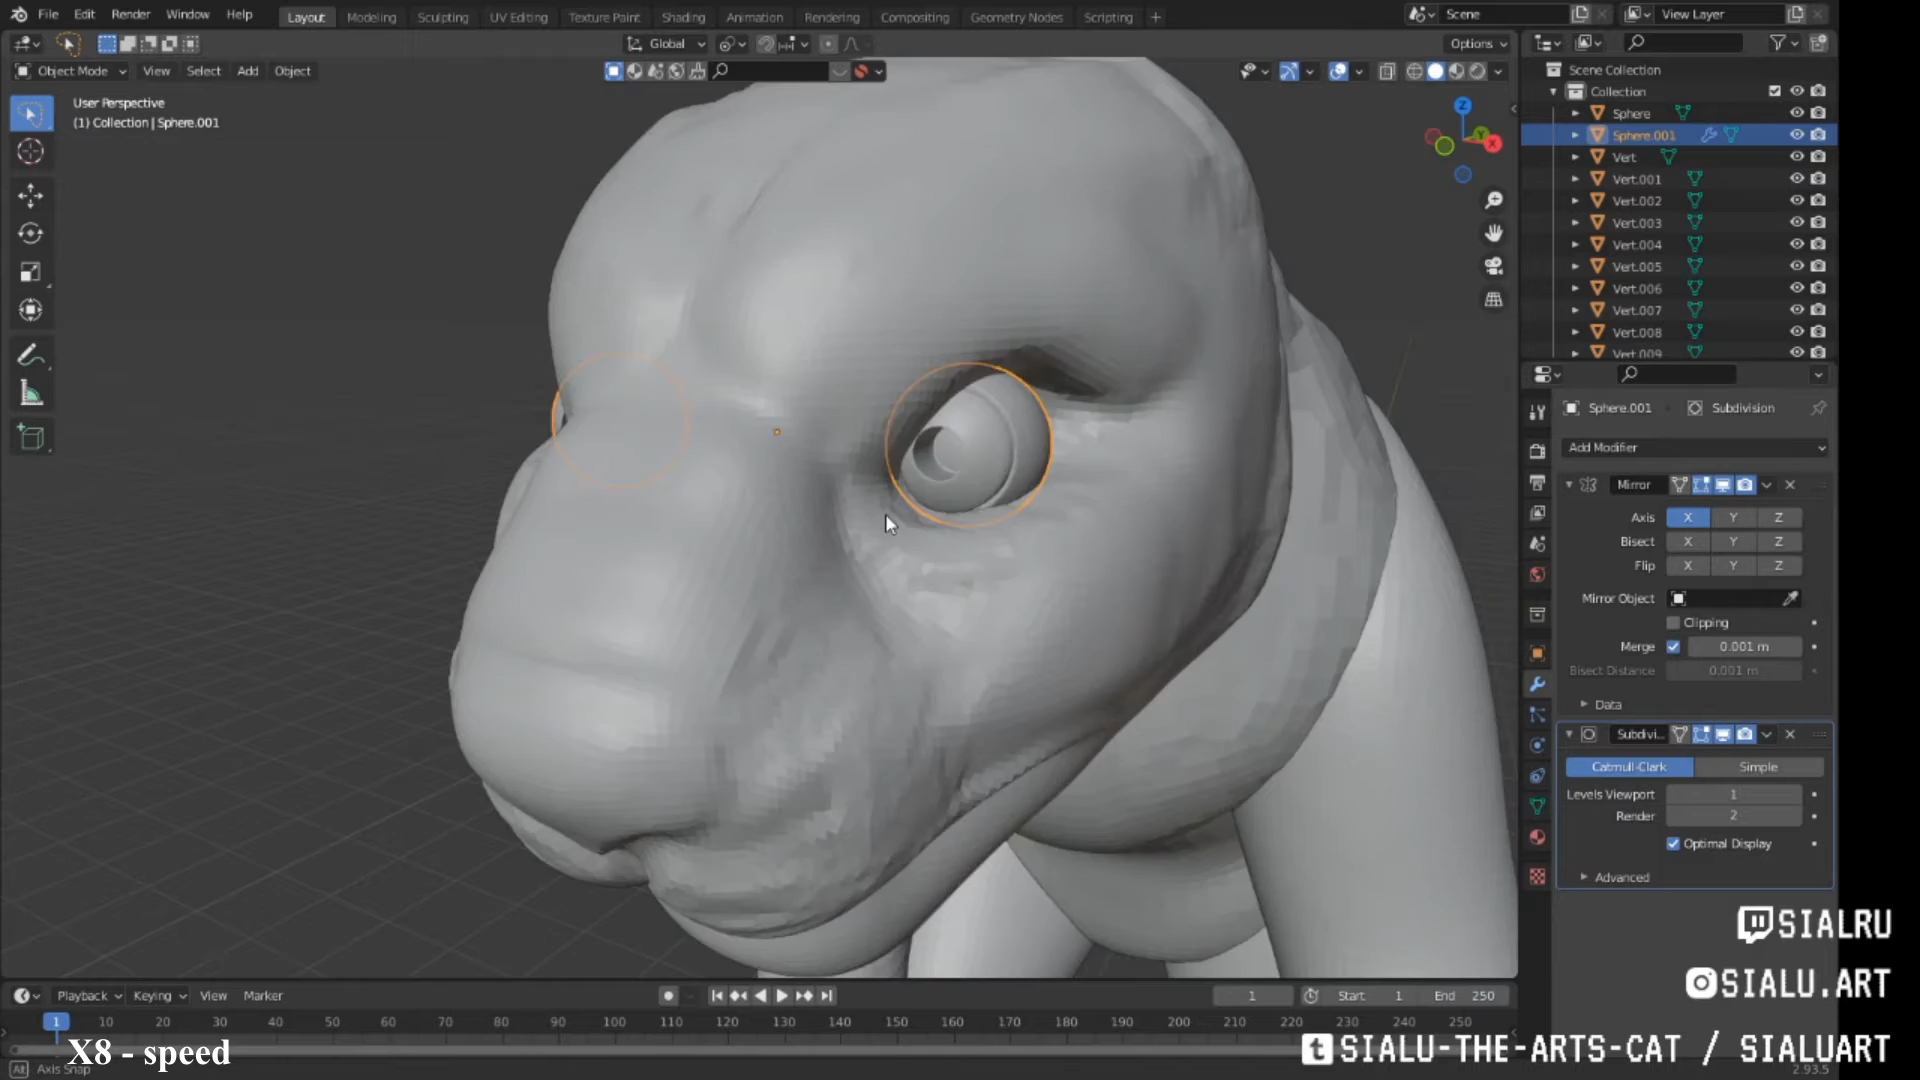 File Edit Render Window Help Layout Modeling Sculpting UV Editing Texture Paint Shading Animation Rendering Compositing Geometry Nodes Scripting + Scene View Layer
Global Options
Object Mode View Select Add Object
User Perspective
(1) Collection | Sphere.001
Z
Y
X
Scene Collection
Collection
Sphere
Sphere.001
Vert
Vert.001
Vert.002
Vert.003
Vert.004
Vert.005
Vert.006
Vert.007
Vert.008
Vert.009
Sphere.001 Subdivision
Add Modifier
Mirror
Axis X Y Z
Bisect X Y Z
Flip X Y Z
Mirror Object
Clipping
Merge 0.001 m
Bisect Distance 0.001 m
Data
Subdivi...
Catmull-Clark Simple
Levels Viewport 1
Render 2
Optimal Display
Advanced
SIALRU
SIALU.ART
SIALU-THE-ARTS-CAT / SIALUART
Playback Keying View Marker 1 Start 1 End 250
1 10 20 30 40 50 60 70 80 90 100 110 120 130 140 150 160 170 180 190 200 210 220 230 240 250
X8 - speed
Alt Axis Snap
2.93.5